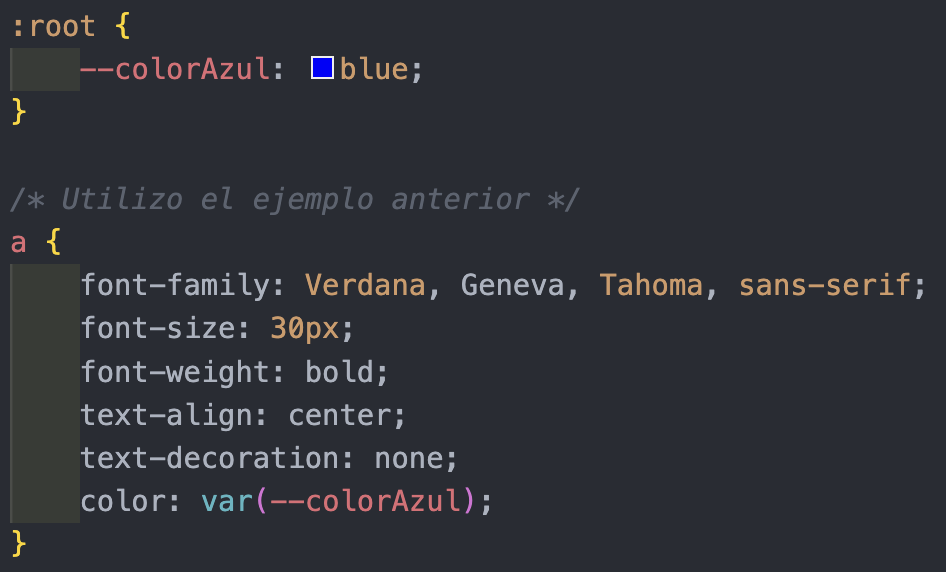 :root {
--colorAzul: blue;
}
/* Utilizo el ejemplo anterior */
a {
font-family: Verdana, Geneva, Tahoma, sans-serif;
font-size: 30px;
font-weight: bold;
text-align: center;
text-decoration: none;
color: var(--colorAzul);
}